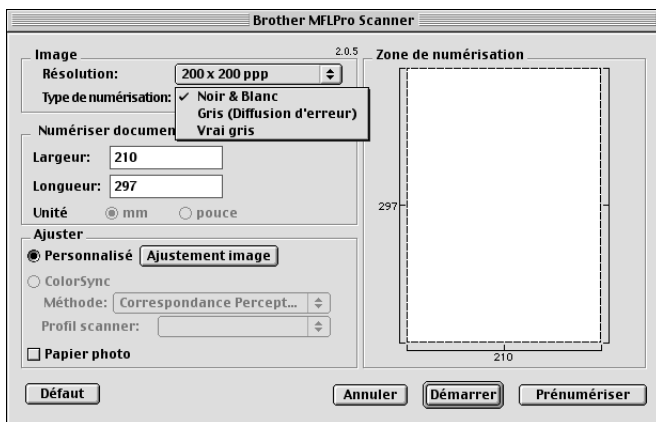 Brother MFLPro Scanner
Image
2.0.5
Résolution:
200 x 200 ppp
Type de numérisation:
✓ Noir & Blanc
Gris (Diffusion d'erreur)
Vrai gris
Numériser
Largeur: 210
Longueur: 297
Unité mm pouce
Ajuster
Personnalisé Ajustement image
ColorSync
Méthode: Correspondance Percept...
Profil scanner:
Papier photo
Zone de numérisation
297
210
Défaut Annuler Démarrer Prénumériser